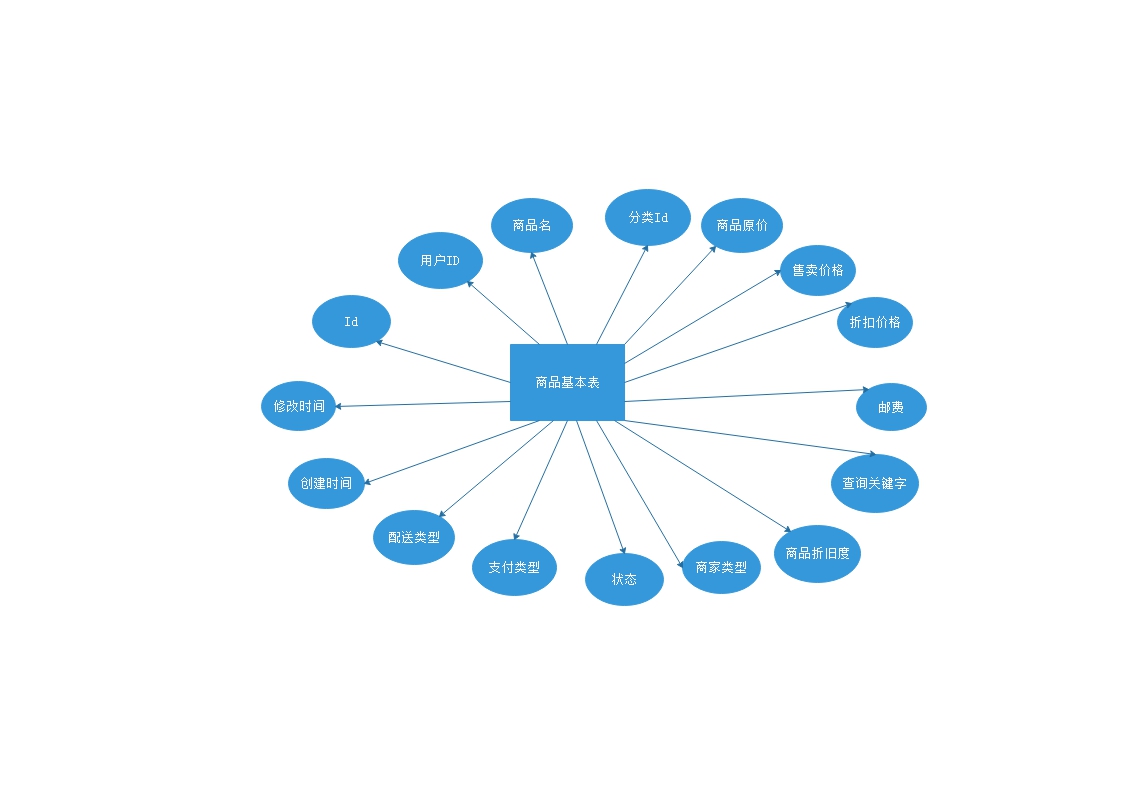 分类Id
商品名
商品原价
用户ID
售卖价格
Id
折扣价格
商品基本表
修改时间
邮费
创建时间
查询关键字
配送类型
商品折旧度
支付类型
商家类型
状态